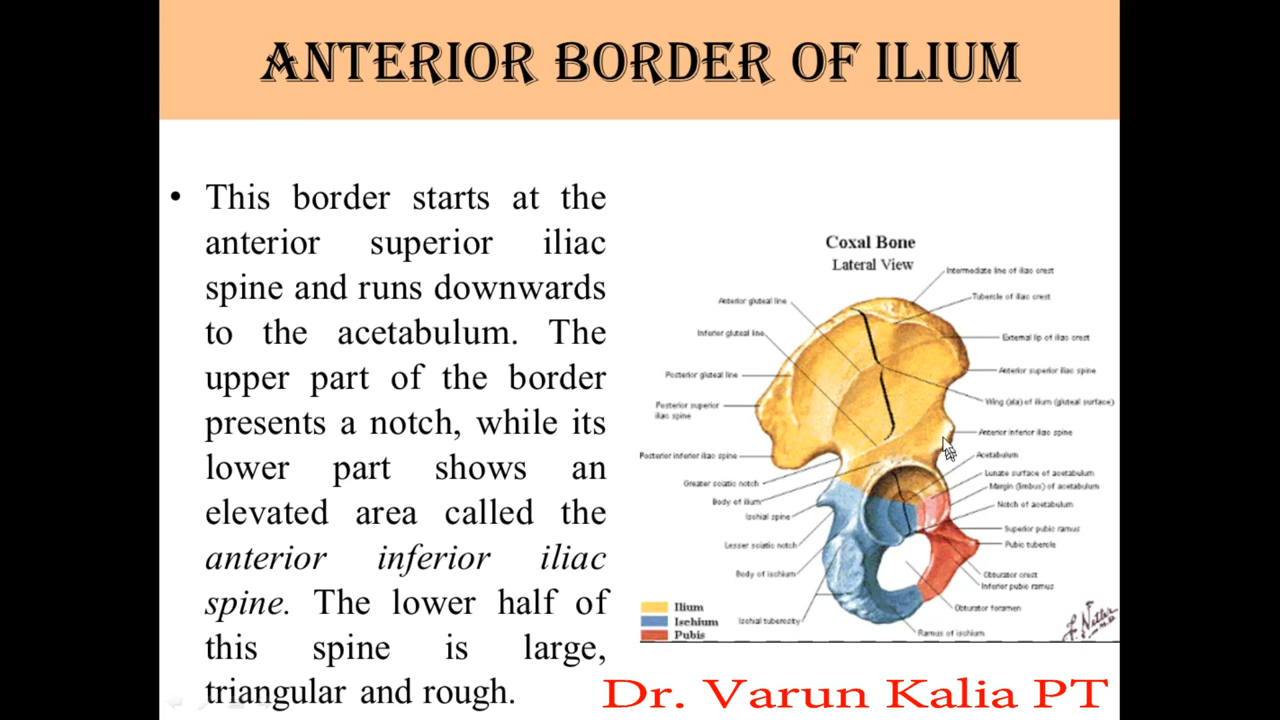 ANTERIOR BORDER OF ILIUM
• This border starts at the
anterior superior iliac
spine and runs downwards
to the acetabulum. The
upper part of the border
presents a notch, while its
lower part shows an
elevated area called the
anterior inferior iliac
spine. The lower half of
this spine is large,
triangular and rough.
Coxal Bone
Lateral View
Intermediate line of iliac crest
Anterior gluteal line
Tubercle of iliac crest
Inferior gluteal line
External lip of iliac crest
Posterior gluteal line
Anterior superior iliac spine
Wing (ala) of ilium (gluteal surface)
Posterior superior
iliac spine
Anterior inferior iliac spine
Posterior inferior iliac spine
Acetabulum
Lunate surface of acetabulum
Greater sciatic notch
Margin (limbus) of acetabulum
Body of ilium
Notch of acetabulum
Ischial spine
Superior pubic ramus
Lesser sciatic notch
Pubic tubercle
Body of ischium
Obturator crest
Inferior pubic ramus
Obturator foramen
Ilium
Ischium
Pubis
Ischial tuberosity
Ramus of ischium
F. Netter
M.D.
Dr. Varun Kalia PT